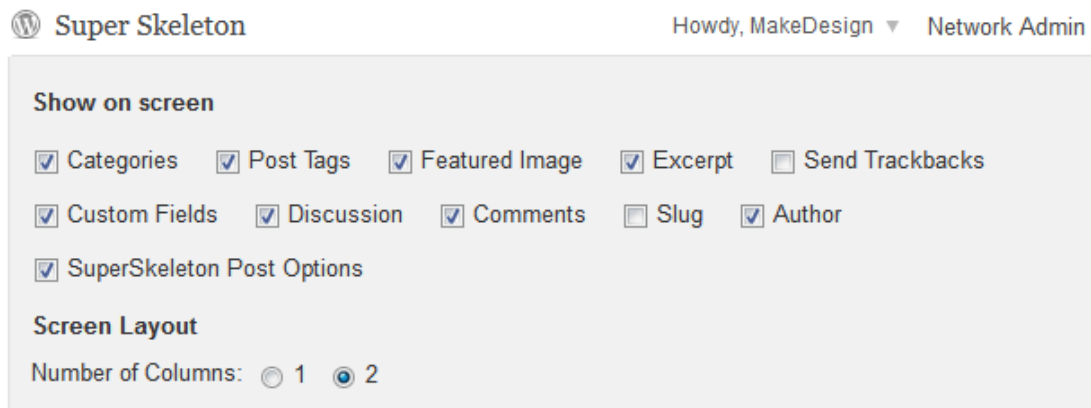 Super Skeleton Howdy, MakeDesign Network Admin
Show on screen
Categories Post Tags Featured Image Excerpt Send Trackbacks
Custom Fields Discussion Comments Slug Author
SuperSkeleton Post Options
Screen Layout
Number of Columns: 1 2